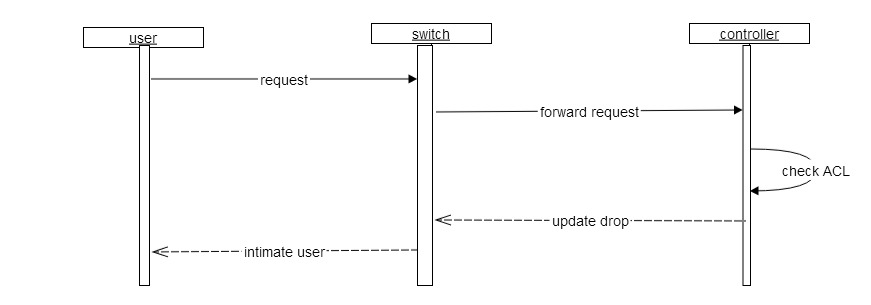 user
switch
controller
request
forward request
check ACL
update drop
intimate user